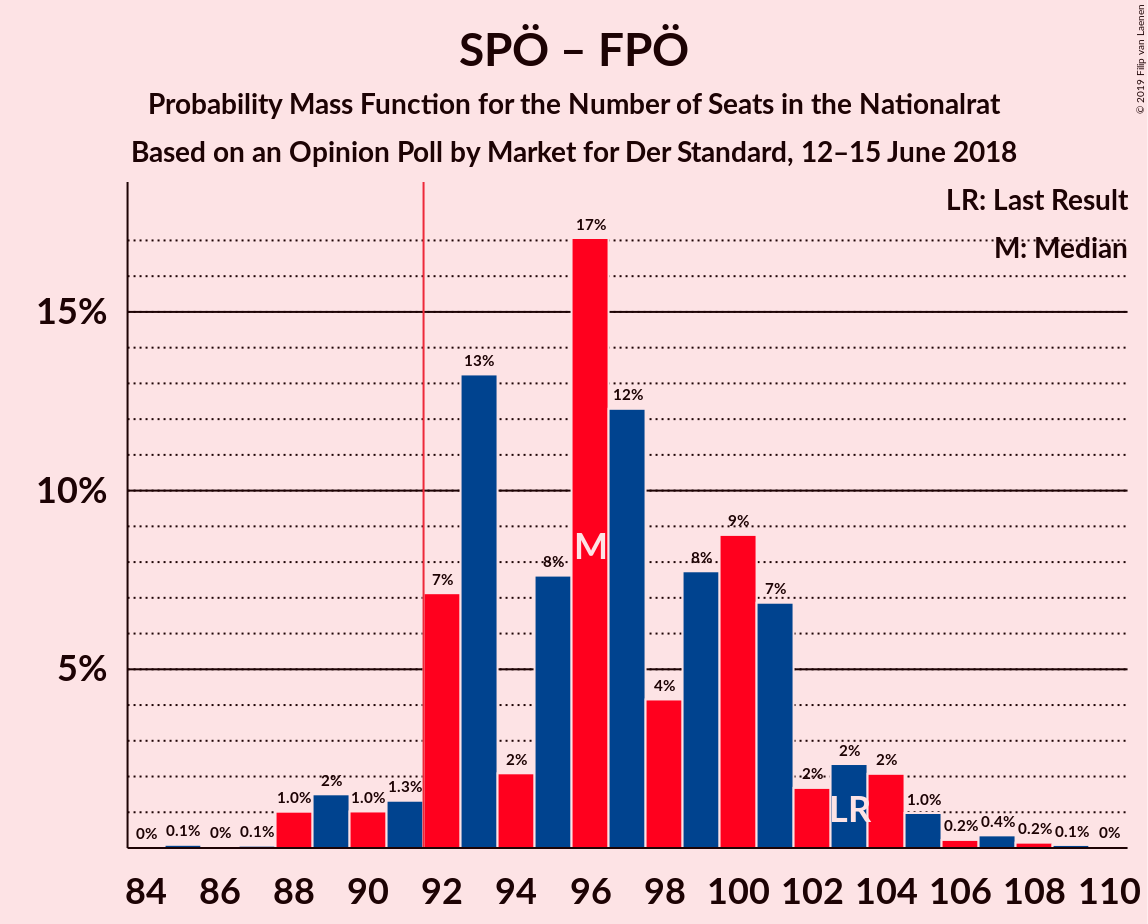 © 2019 Filip van Laenen
SPÖ – FPÖ
Probability Mass Function for the Number of Seats in the Nationalrat
Based on an Opinion Poll by Market for Der Standard, 12–15 June 2018
LR: Last Result
M: Median
15%
10%
5%
0% 0.1% 0% 0.1% 1.0% 2% 1.0% 1.3% 7% 13% 2% 8% 17% 12% 4% 8% 9% 7% 2% 2% 2% 1.0% 0.2% 0.4% 0.2% 0.1% 0%
M
LR
84 86 88 90 92 94 96 98 100 102 104 106 108 110